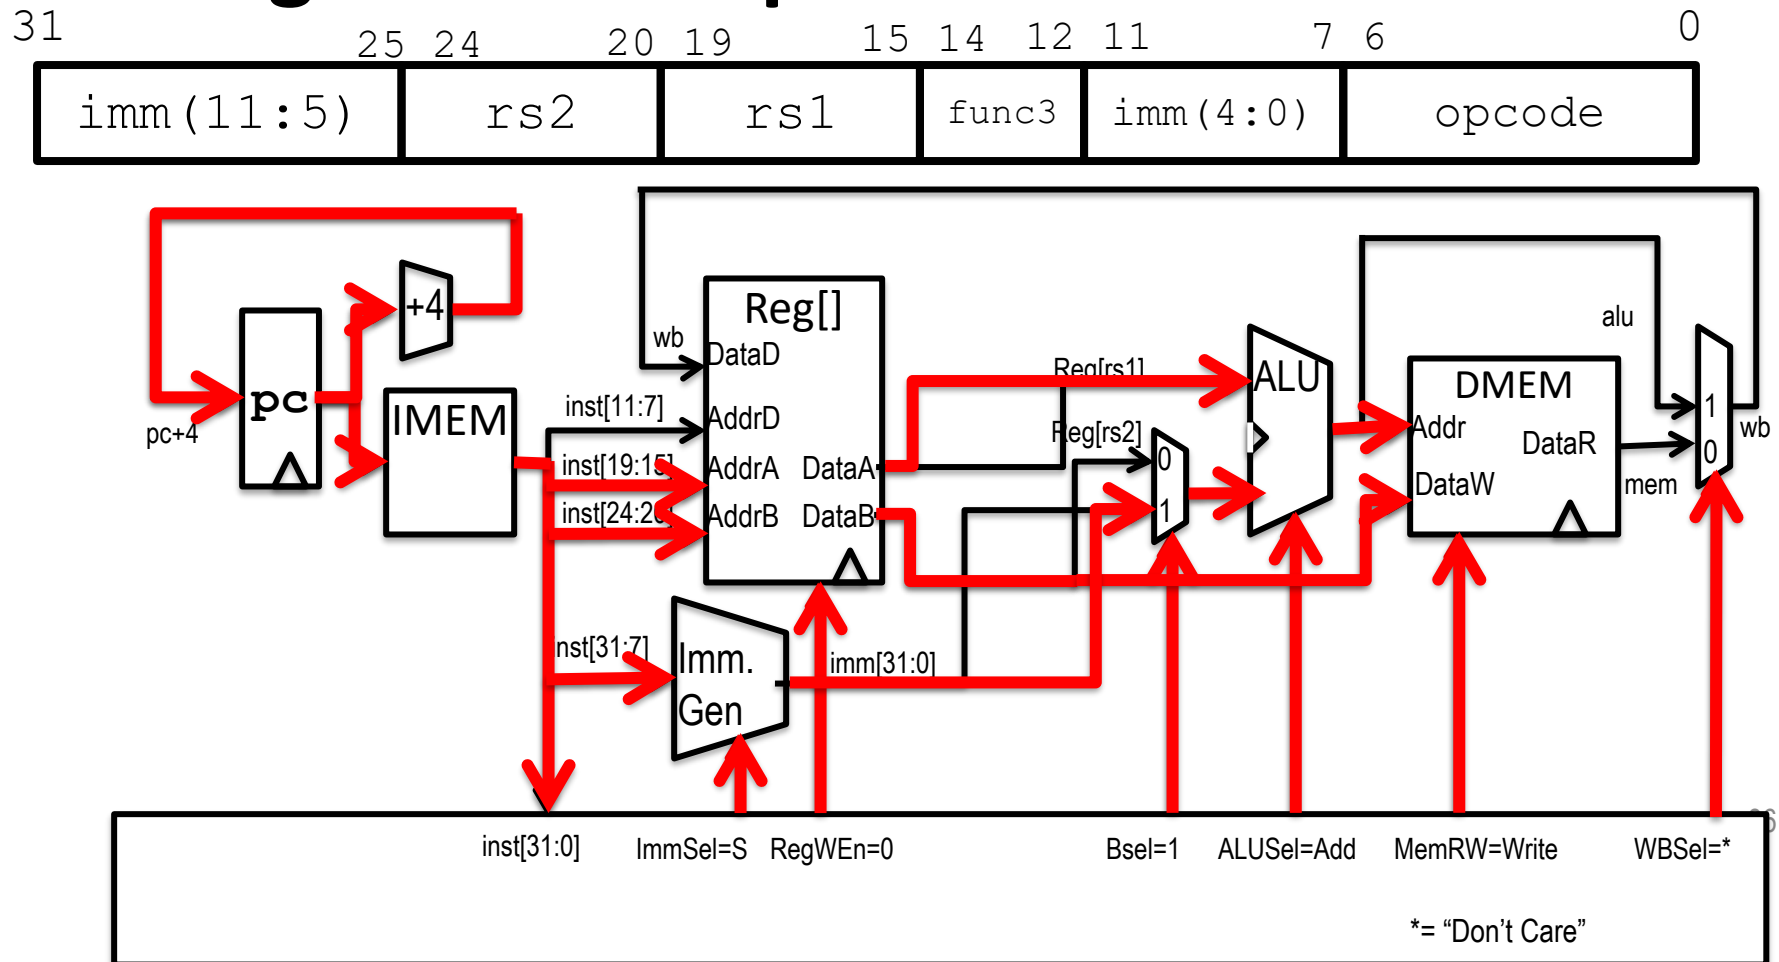 31 25 24 20 19 15 14 12 11 7 6 0
imm(11:5) rs2 rs1 func3 imm(4:0) opcode
+4
pc
pc+4
IMEM
Reg[]
wb
DataD
inst[11:7]
AddrD
inst[19:15]
AddrA DataA
AddrB DataB
inst[31:7]
Imm.
Gen
imm[31:0]
Reg[rs1]
Reg[rs2]
0
1
ALU
DMEM
Addr
DataR
DataW
alu
mem
1
0
wb
inst[31:0] ImmSel=S RegWEn=0 Bsel=1 ALUSel=Add MemRW=Write WBSel=*
*= “Don’t Care”